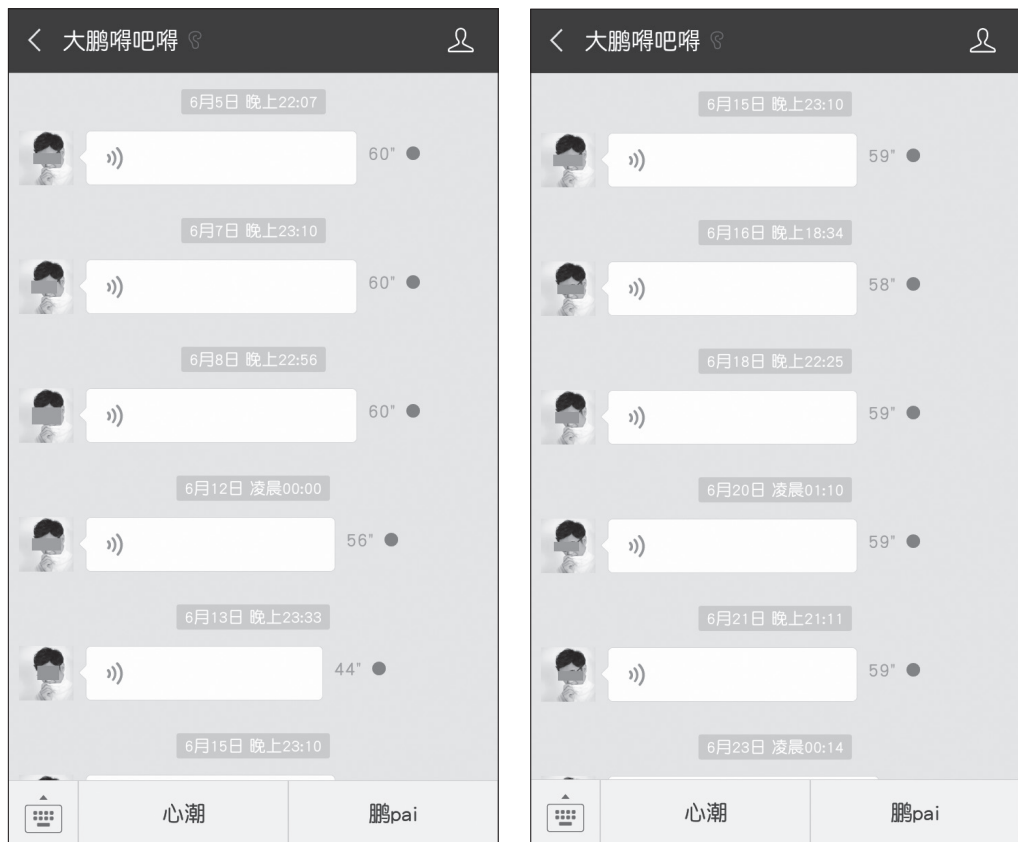 大鹏嘚吧嘚
6月5日 晚上22:07
60"
6月7日 晚上23:10
60"
6月8日 晚上22:56
60"
6月12日 凌晨00:00
56"
6月13日 晚上23:33
44"
6月15日 晚上23:10
心潮
鹏pai
大鹏嘚吧嘚
6月15日 晚上23:10
59"
6月16日 晚上18:34
58"
6月18日 晚上22:25
59"
6月20日 凌晨01:10
59"
6月21日 晚上21:11
59"
6月23日 凌晨00:14
心潮
鹏pai